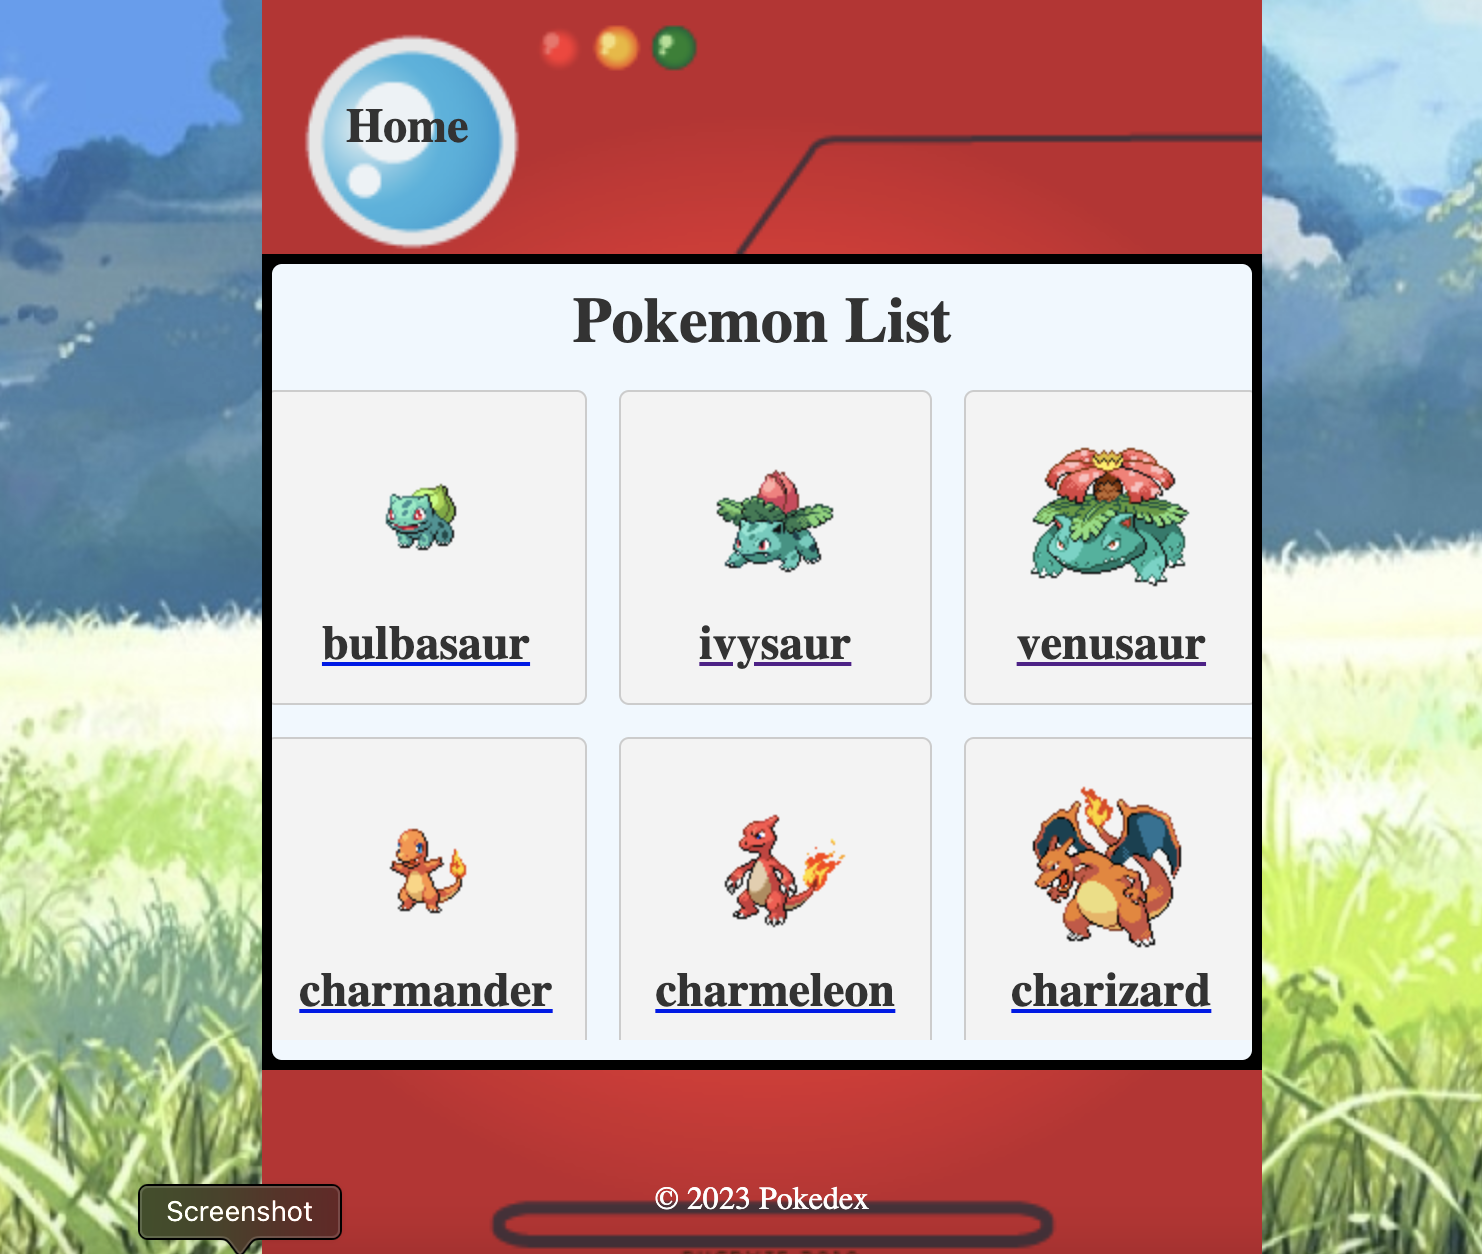 Home
Pokemon List
bulbasaur
ivysaur
venusaur
charmander
charmeleon
charizard
© 2023 Pokedex
Screenshot